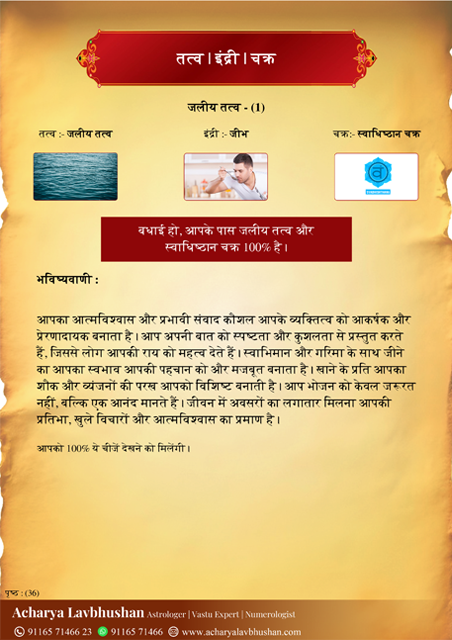 तत्व | इंद्री | चक्र
जलीय तत्व - (1)
तत्व :- जलीय तत्व
इंद्री :- जीभ
चक्र:- स्वाधिष्ठान चक्र
बधाई हो, आपके पास जलीय तत्व और
स्वाधिष्ठान चक्र 100% है।
भविष्यवाणी :
आपका आत्मविश्वास और प्रभावी संवाद कौशल आपके व्यक्तित्व को आकर्षक और
प्रेरणादायक बनाता है। आप अपनी बात को स्पष्टता और कुशलता से प्रस्तुत करते
हैं, जिससे लोग आपकी राय को महत्व देते हैं। स्वाभिमान और गरिमा के साथ जीने
का आपका स्वभाव आपकी पहचान को और मजबूत बनाता है। खाने के प्रति आपका
शौक और व्यंजनों की परख आपको विशिष्ट बनाती है। आप भोजन को केवल जरूरत
नहीं, बल्कि एक आनंद मानते हैं। जीवन में अवसरों का लगातार मिलना आपकी
प्रतिभा, खुले विचारों और आत्मविश्वास का प्रमाण है।
आपको 100% ये चीजें देखने को मिलेंगी।
पृष्ठ : (36)
Acharya Lavbhushan Astrologer | Vastu Expert | Numerologist
91165 71466 23 91165 71466 www.acharyalavbhushan.com